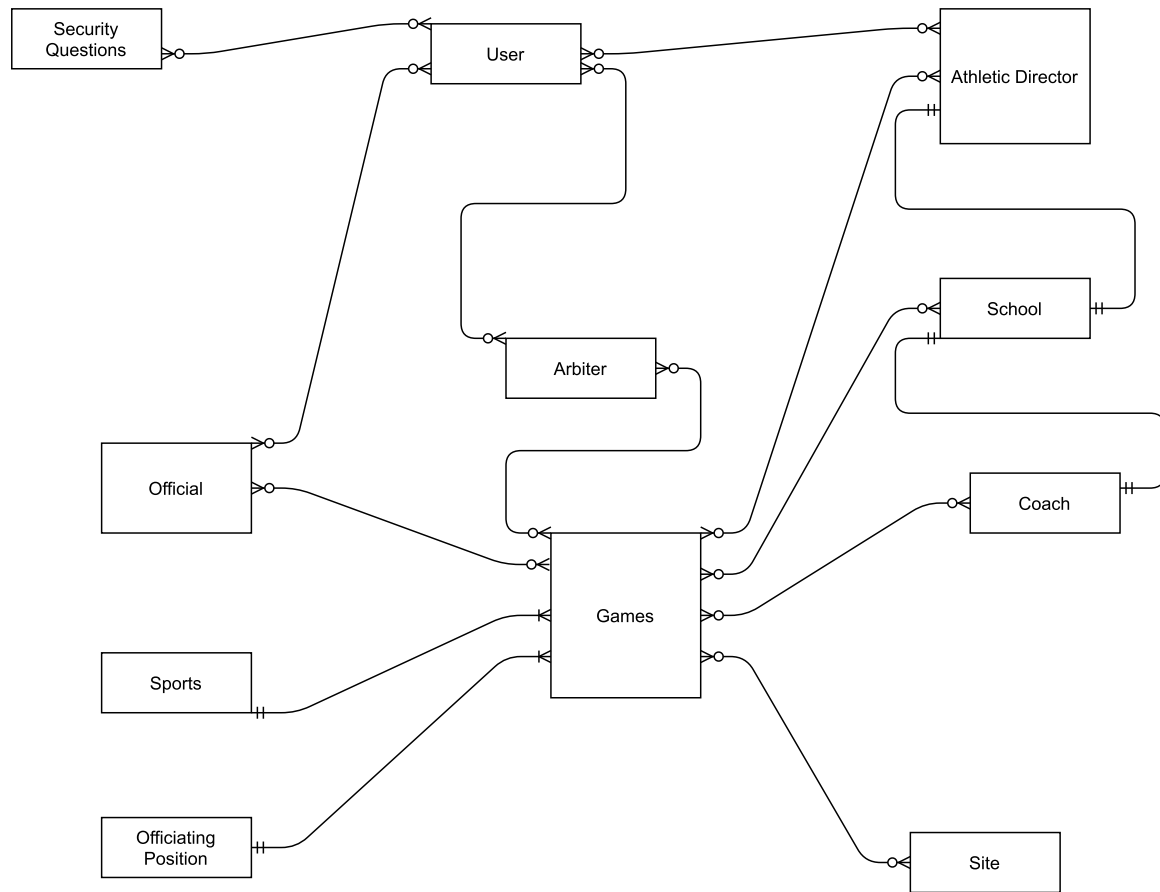 Security
Questions
User
Athletic Director
School
Arbiter
Official
Coach
Games
Sports
Officiating
Position
Site